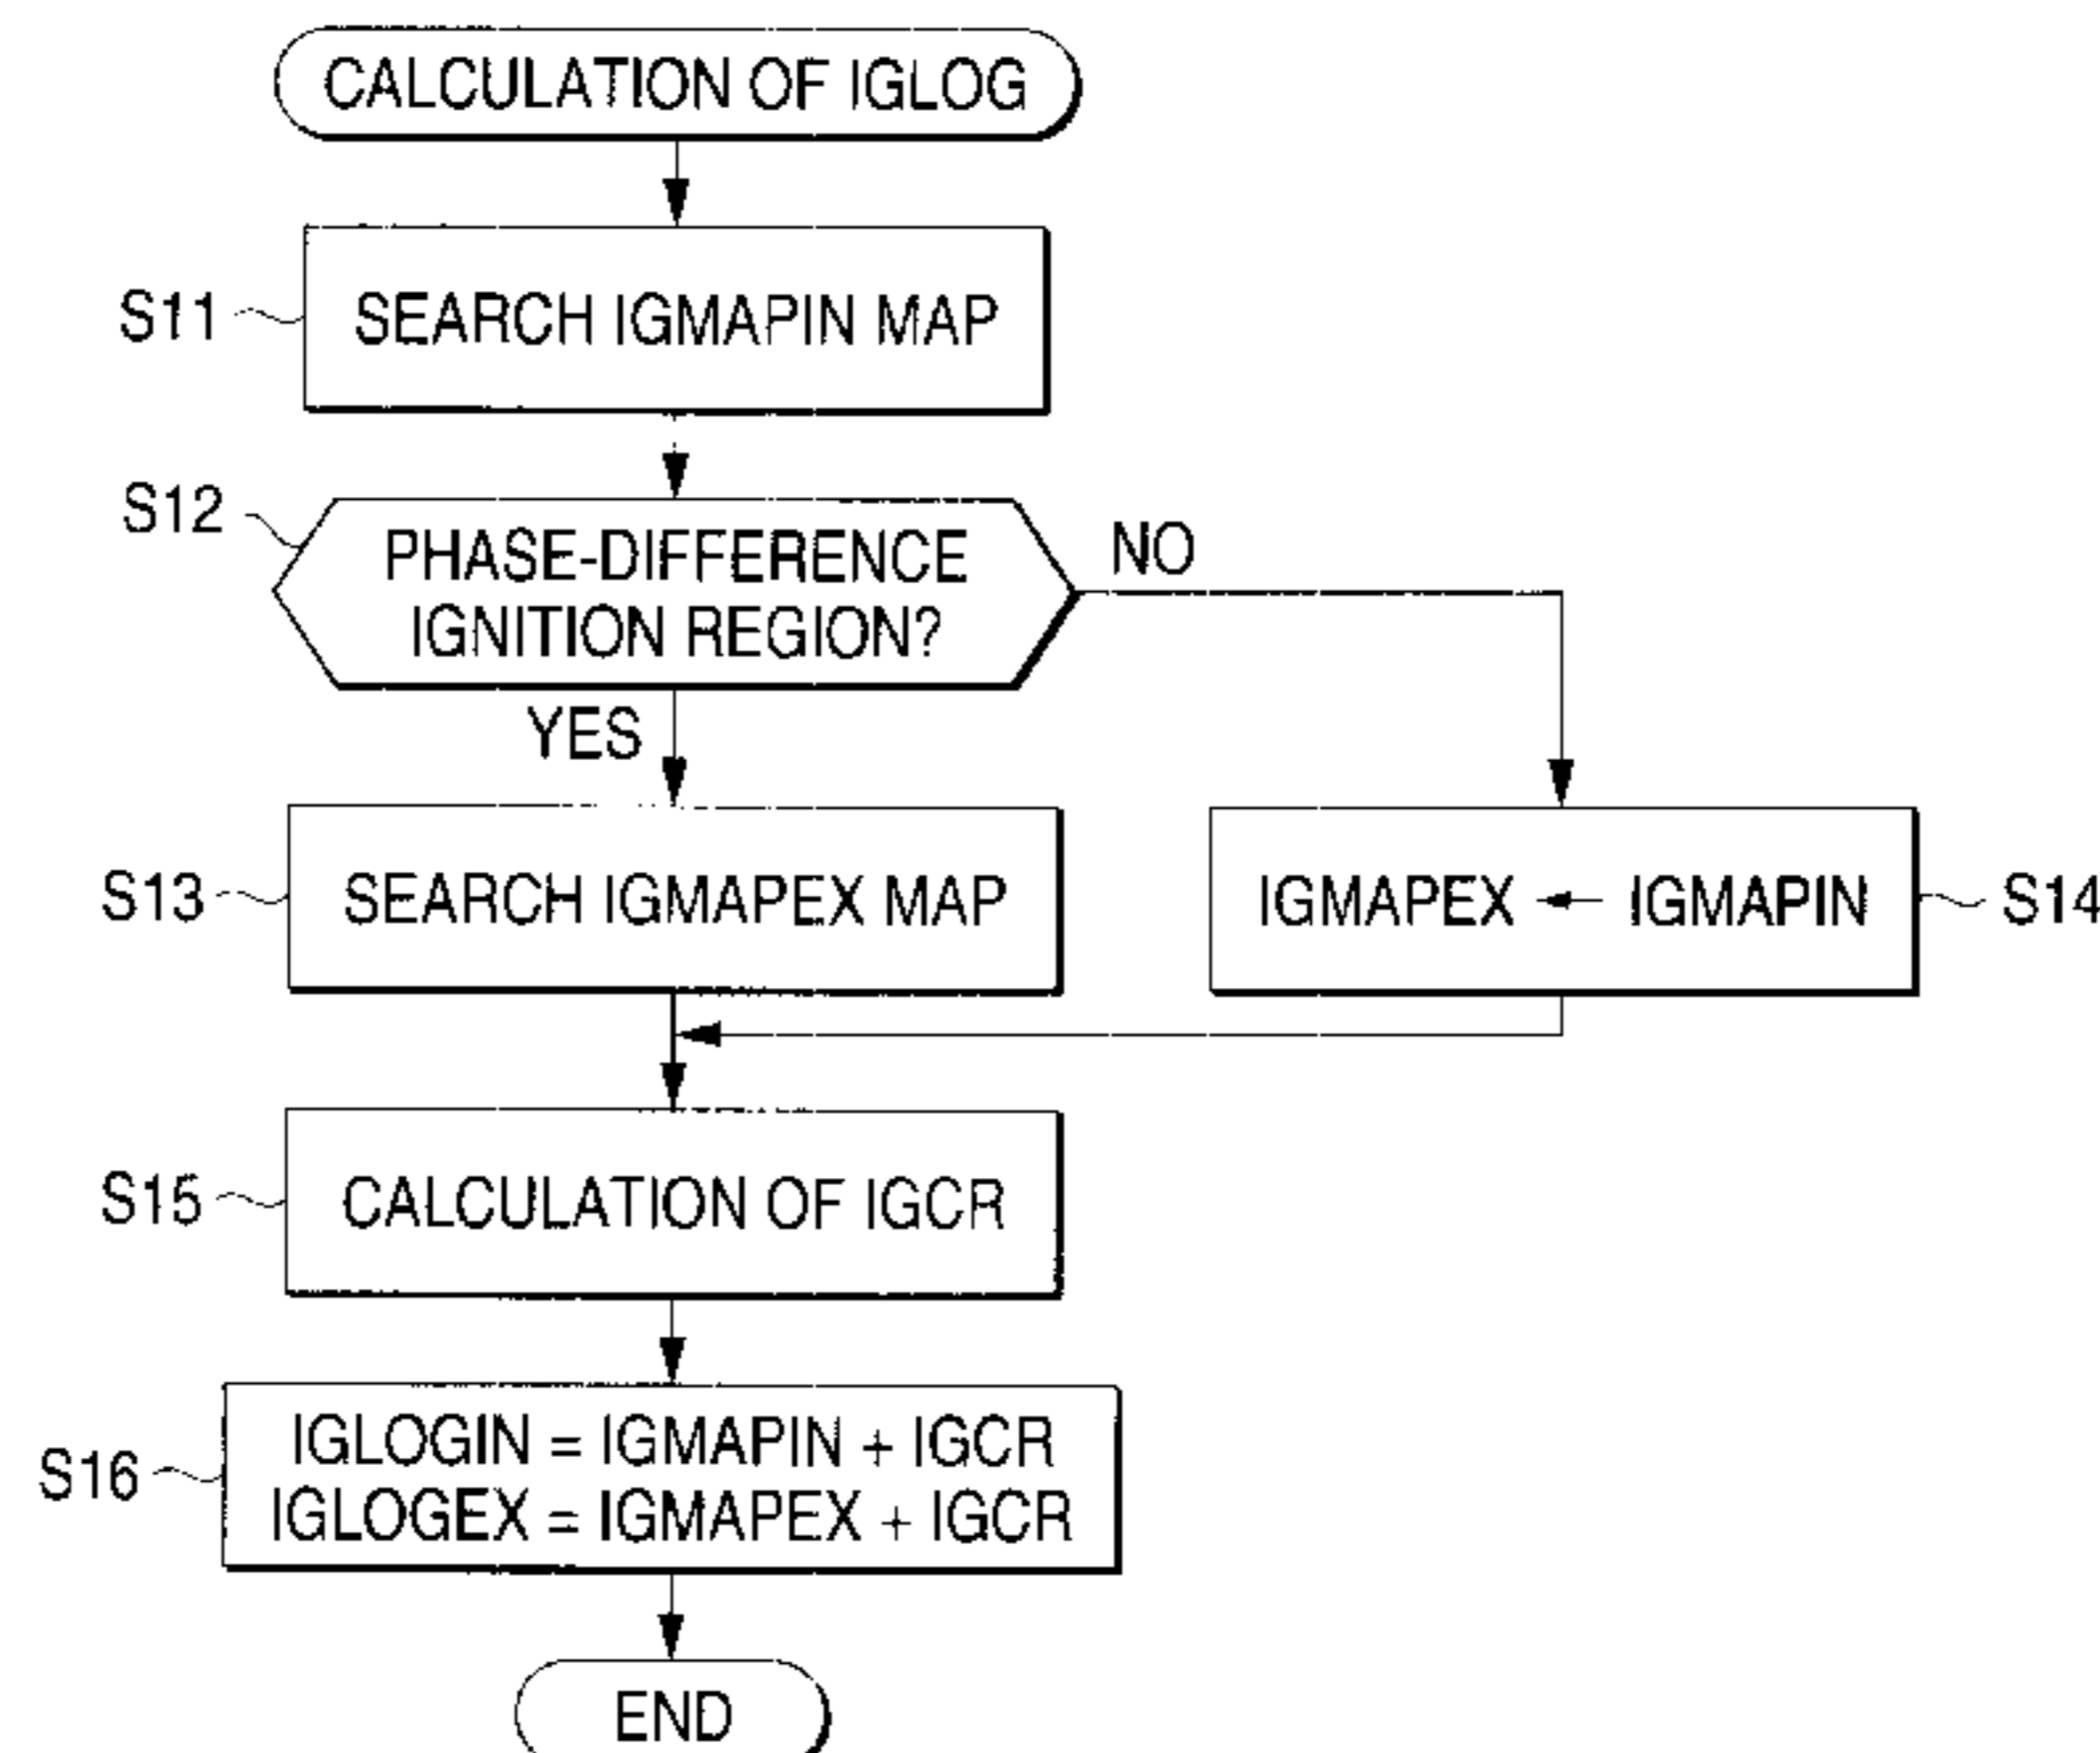 CALCULATION OF IGLOG
S11
SEARCH IGMAPIN MAP
S12
PHASE-DIFFERENCE
IGNITION REGION?
NO
YES
S13
SEARCH IGMAPEX MAP
IGMAPEX ← IGMAPIN
S14
S15
CALCULATION OF IGCR
S16
IGLOGIN = IGMAPIN + IGCR
IGLOGEX = IGMAPEX + IGCR
END